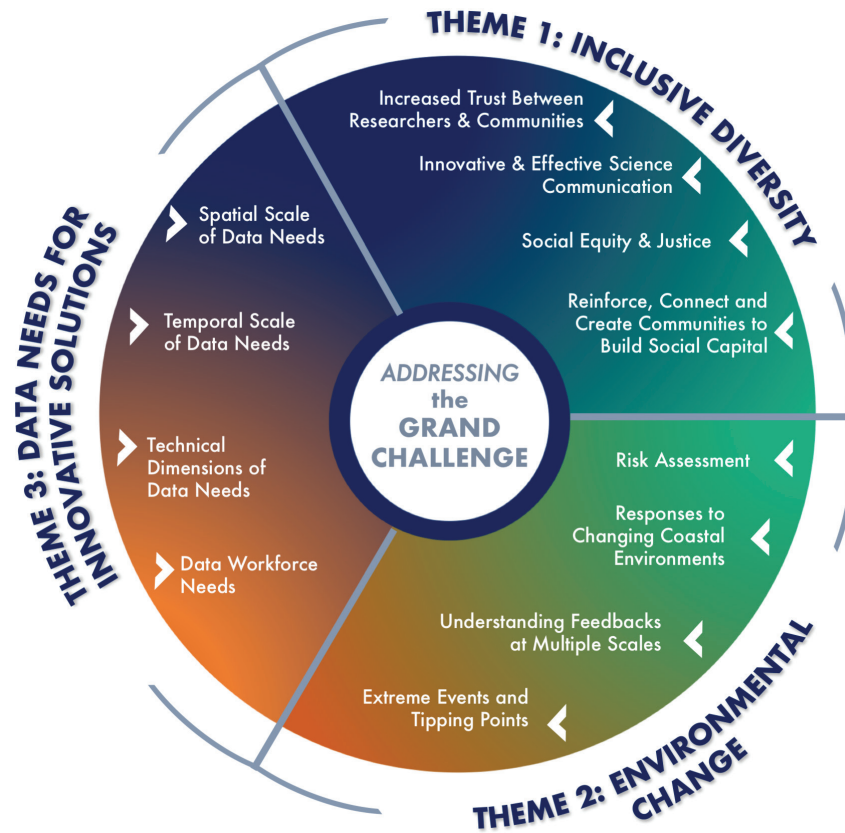 THEME 1: INCLUSIVE DIVERSITY
Increased Trust Between
Researchers & Communities
Innovative & Effective Science
Communication
Social Equity & Justice
Reinforce, Connect and
Create Communities to
Build Social Capital
THEME 2: ENVIRONMENTAL
CHANGE
Risk Assessment
Responses to
Changing Coastal
Environments
Understanding Feedbacks
at Multiple Scales
Extreme Events and
Tipping Points
THEME 3: DATA NEEDS FOR
INNOVATIVE SOLUTIONS
Spatial Scale
of Data Needs
Temporal Scale
of Data Needs
Technical
Dimensions of
Data Needs
Data Workforce
Needs
ADDRESSING
the
GRAND
CHALLENGE